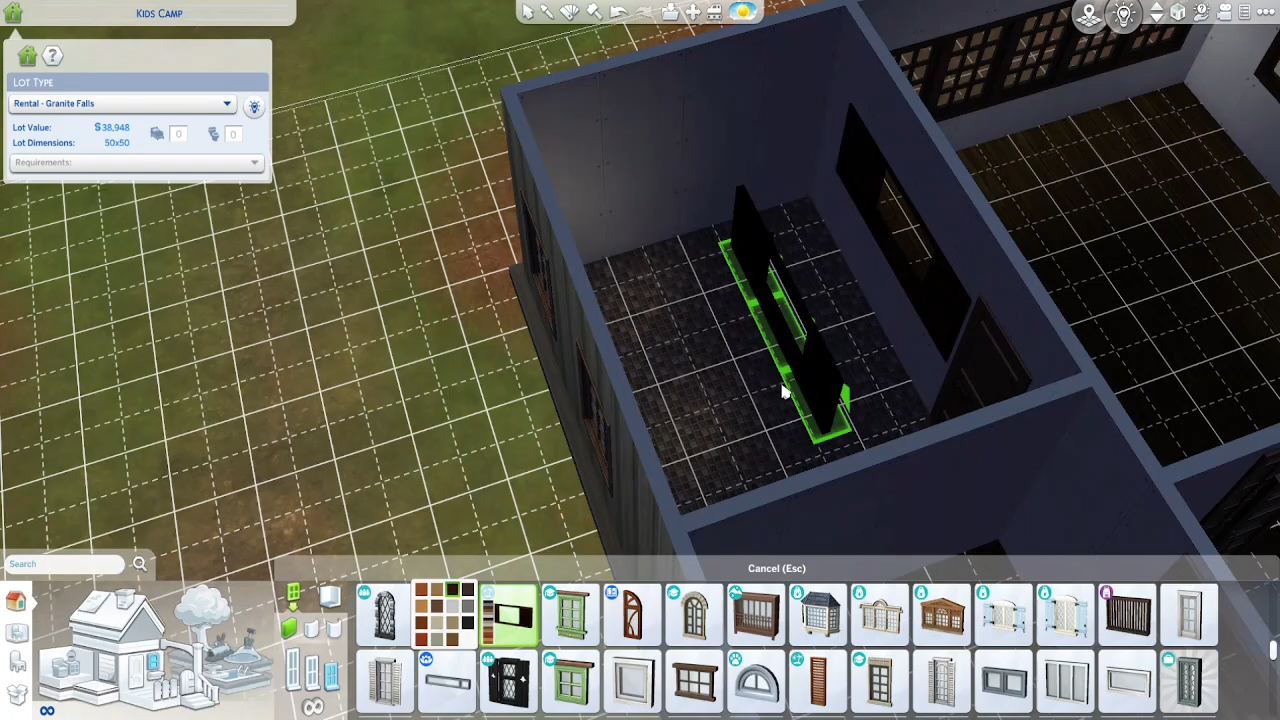 KIDS CAMP
?
LOT TYPE
Rental - Granite Falls
Lot Value: $38,948
0
0
Lot Dimensions: 50x50
Requirements:
Cancel (Esc)
Search